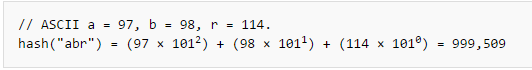 // ASCII a = 97, b = 98, r = 114.
hash("abr") = (97 × 101²) + (98 × 101¹) + (114 × 101⁰) = 999,509